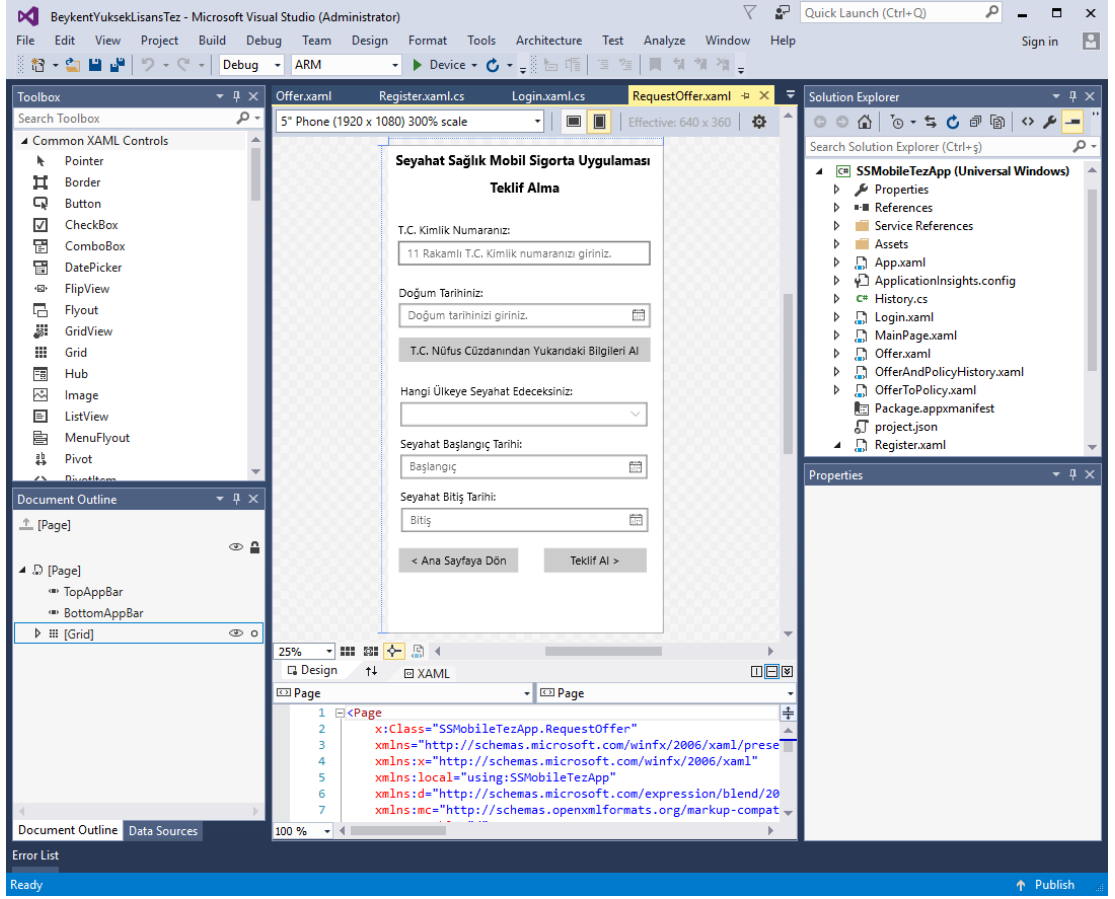 BeykentYuksekLisansTez - Microsoft Visual Studio (Administrator)
Quick Launch (Ctrl+Q)
File Edit View Project Build Debug Team Design Format Tools Architecture Test Analyze Window Help
Sign in
Debug ARM Device
Toolbox
Search Toolbox
Common XAML Controls
Pointer
Border
Button
CheckBox
ComboBox
DatePicker
FlipView
Flyout
GridView
Grid
Hub
Image
ListView
MenuFlyout
Pivot
PivotItem
Document Outline
[Page]
[Page]
TopAppBar
BottomAppBar
[Grid]
Document Outline Data Sources
Offer.xaml Register.xaml.cs Login.xaml.cs RequestOffer.xaml
5" Phone (1920 x 1080) 300% scale
Effective: 640 x 360
Seyahat Sağlık Mobil Sigorta Uygulaması
Teklif Alma
T.C. Kimlik Numaranız:
11 Rakamlı T.C. Kimlik numaranızı giriniz.
Doğum Tarihiniz:
Doğum tarihinizi giriniz.
T.C. Nüfus Cüzdanından Yukarıdaki Bilgileri Al
Hangi Ülkeye Seyahat Edeceksiniz:
Seyahat Başlangıç Tarihi:
Başlangıç
Seyahat Bitiş Tarihi:
Bitiş
< Ana Sayfaya Dön
Teklif Al >
25%
Design XAML
Page Page
1 <Page
2 x:Class="SSMobileTezApp.RequestOffer"
3 xmlns="http://schemas.microsoft.com/winfx/2006/xaml/prese
4 xmlns:x="http://schemas.microsoft.com/winfx/2006/xaml"
5 xmlns:local="using:SSMobileTezApp"
6 xmlns:d="http://schemas.microsoft.com/expression/blend/20
7 xmlns:mc="http://schemas.openxmlformats.org/markup-compat
100 %
Solution Explorer
Search Solution Explorer (Ctrl+ş)
SSMobileTezApp (Universal Windows)
Properties
References
Service References
Assets
App.xaml
ApplicationInsights.config
History.cs
Login.xaml
MainPage.xaml
Offer.xaml
OfferAndPolicyHistory.xaml
OfferToPolicy.xaml
Package.appxmanifest
project.json
Register.xaml
Properties
Error List
Ready
Publish